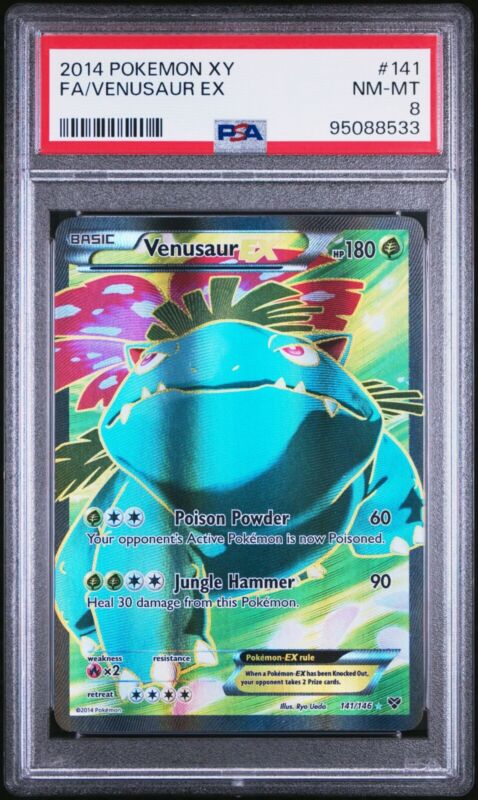 2014 POKEMON XY #141
FA/VENUSAUR EX NM-MT
8
PSA 95088533
BASIC Venusaur EX HP180
Poison Powder 60
Your opponent's Active Pokémon is now Poisoned.
Jungle Hammer 90
Heal 30 damage from this Pokémon.
weakness resistance
×2
retreat
Pokémon-EX rule
When a Pokémon-EX has been Knocked Out,
your opponent takes 2 Prize cards.
©2014 Pokémon Illus. Ryo Ueda 141/146 XY